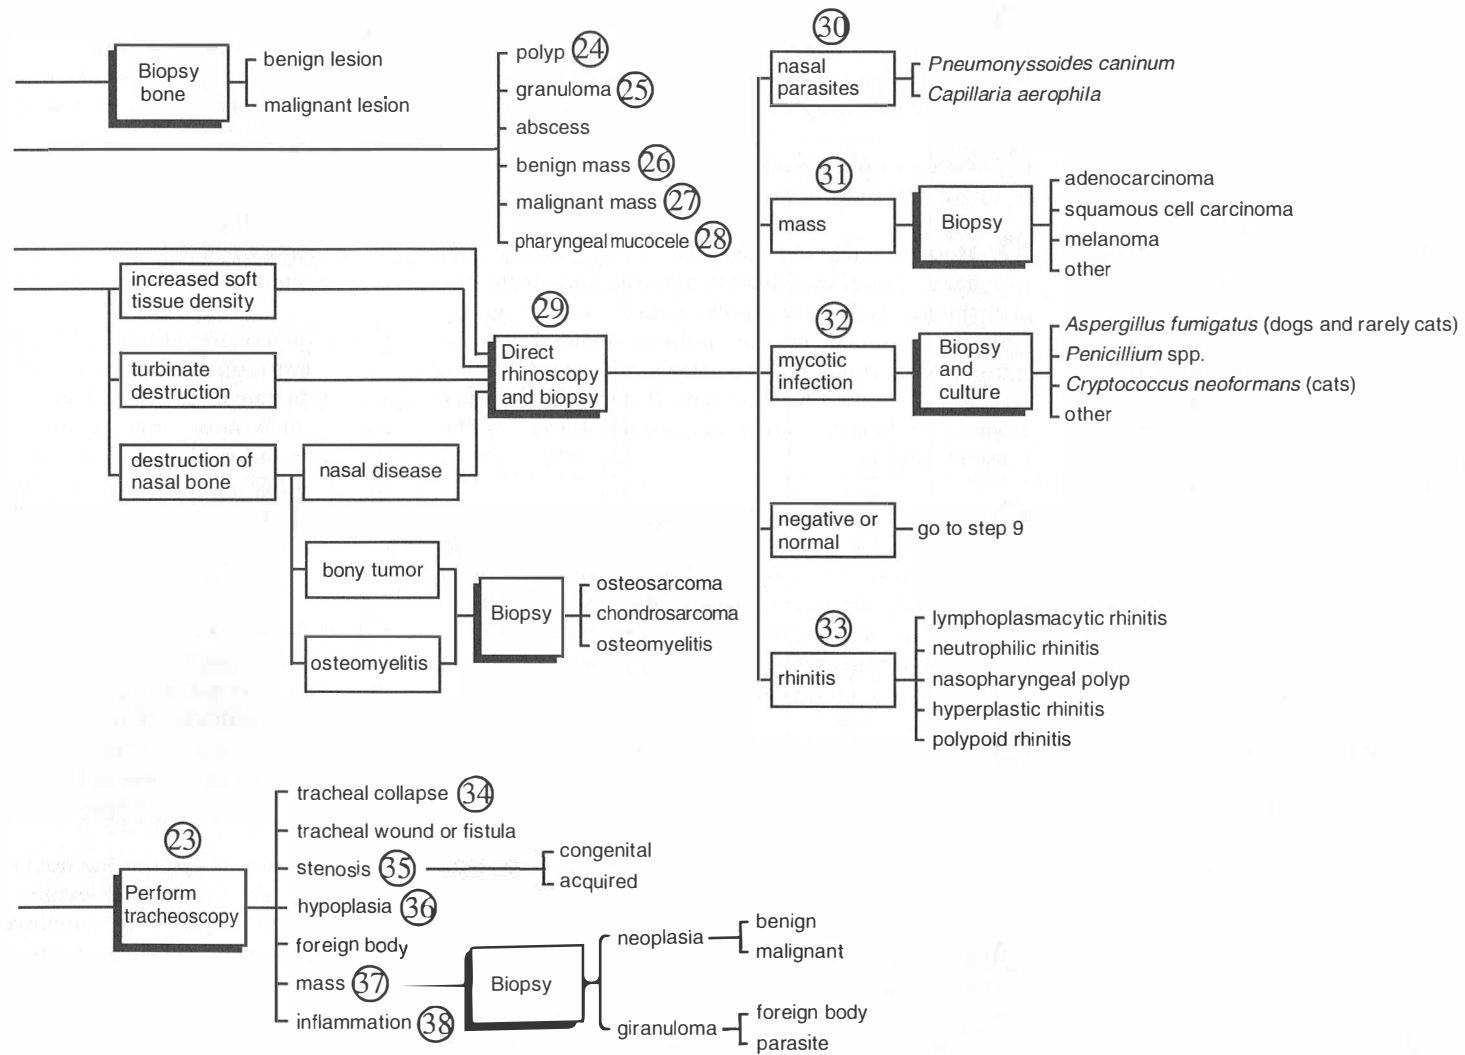 Biopsy
bone
benign lesion
malignant lesion
polyp 24
granuloma 25
abscess
benign mass 26
malignant mass 27
pharyngeal mucocele 28
increased soft
tissue density
turbinate
destruction
destruction of
nasal bone
nasal disease
bony tumor
osteomyelitis
Biopsy
osteosarcoma
chondrosarcoma
osteomyelitis
29
Direct
rhinoscopy
and biopsy
30
nasal
parasites
Pneumonyssoides caninum
Capillaria aerophila
31
mass
Biopsy
adenocarcinoma
squamous cell carcinoma
melanoma
other
32
mycotic
infection
Biopsy
and
culture
Aspergillus fumigatus (dogs and rarely cats)
Penicillium spp.
Cryptococcus neoformans (cats)
other
negative or
normal
go to step 9
33
rhinitis
lymphoplasmacytic rhinitis
neutrophilic rhinitis
nasopharyngeal polyp
hyperplastic rhinitis
polypoid rhinitis
23
Perform
tracheoscopy
tracheal collapse 34
tracheal wound or fistula
stenosis 35
congenital
acquired
hypoplasia 36
foreign body
mass 37
inflammation 38
Biopsy
neoplasia
benign
malignant
giranuloma
foreign body
parasite